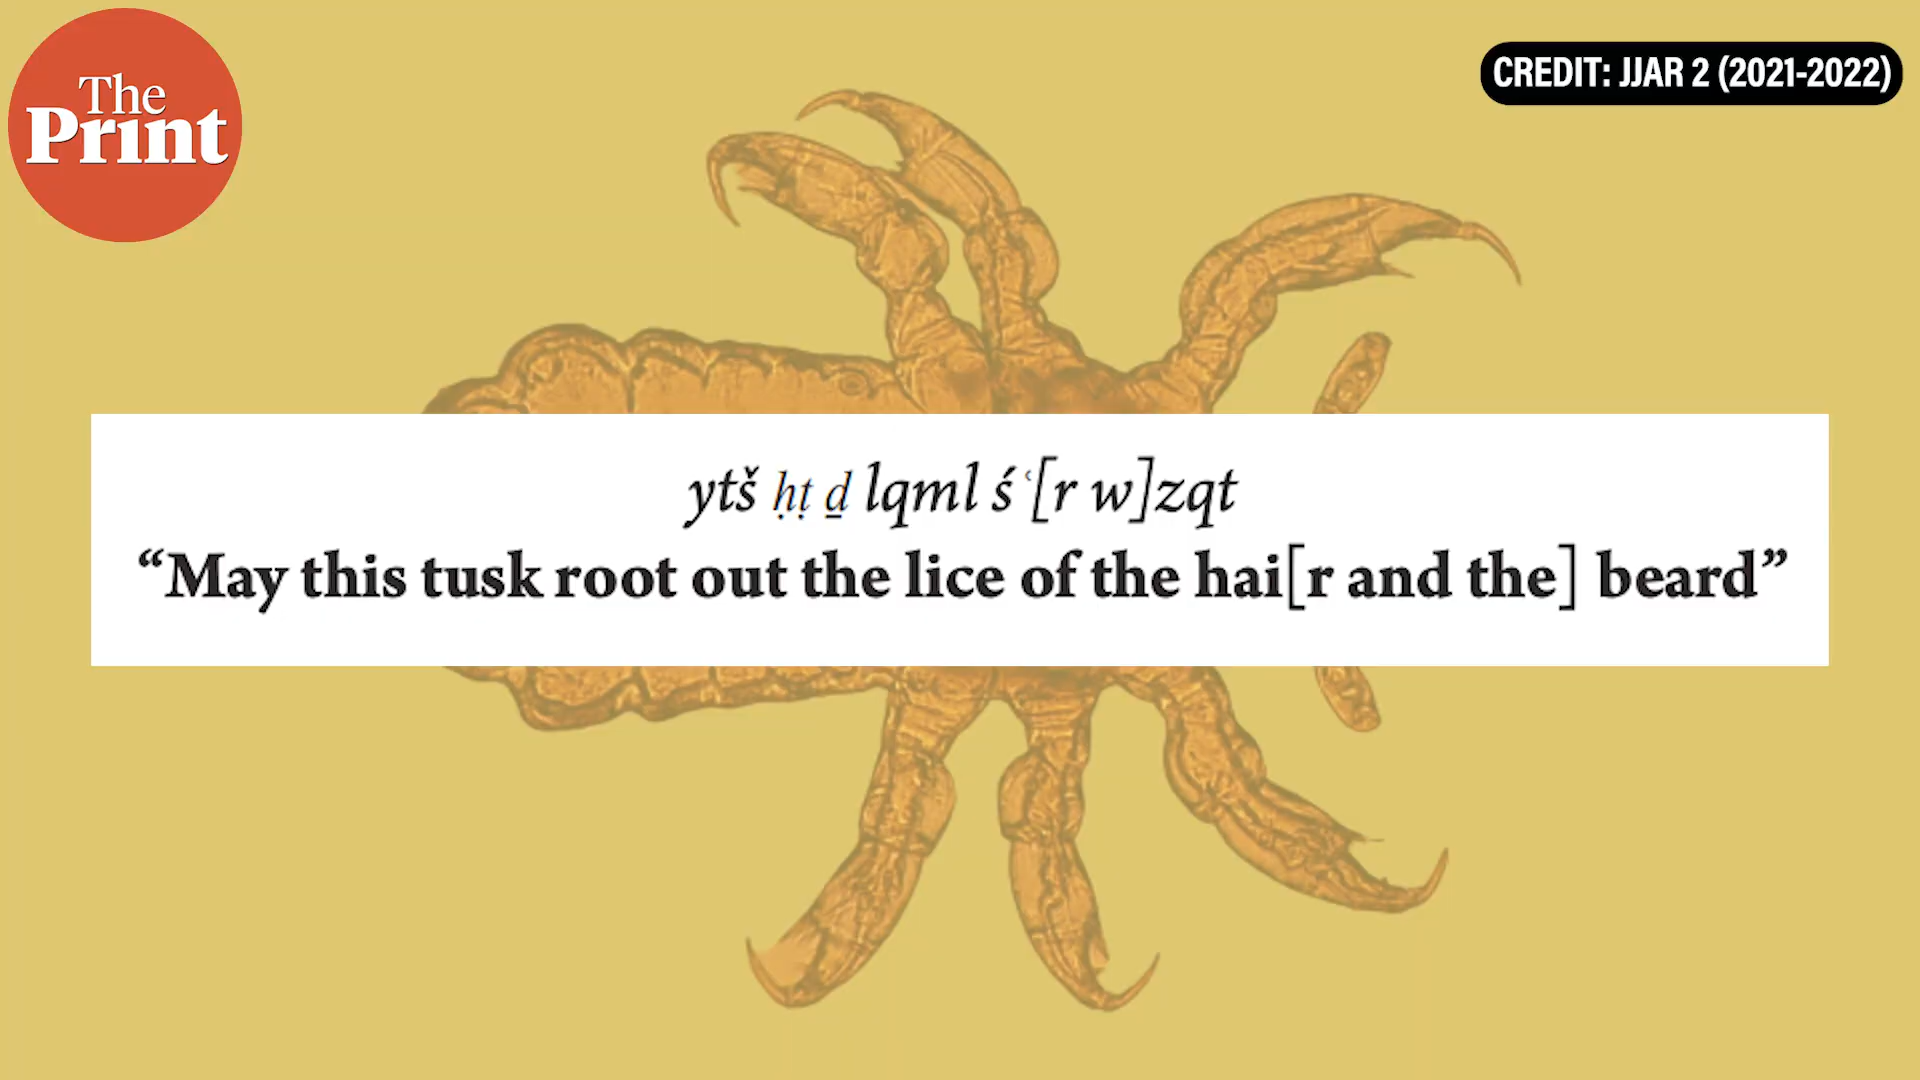 The
Print
CREDIT: JJAR 2 (2021-2022)
ytš ḥṭ ḏ lqml ś ʿ[r w]zqt
“May this tusk root out the lice of the hai[r and the] beard”